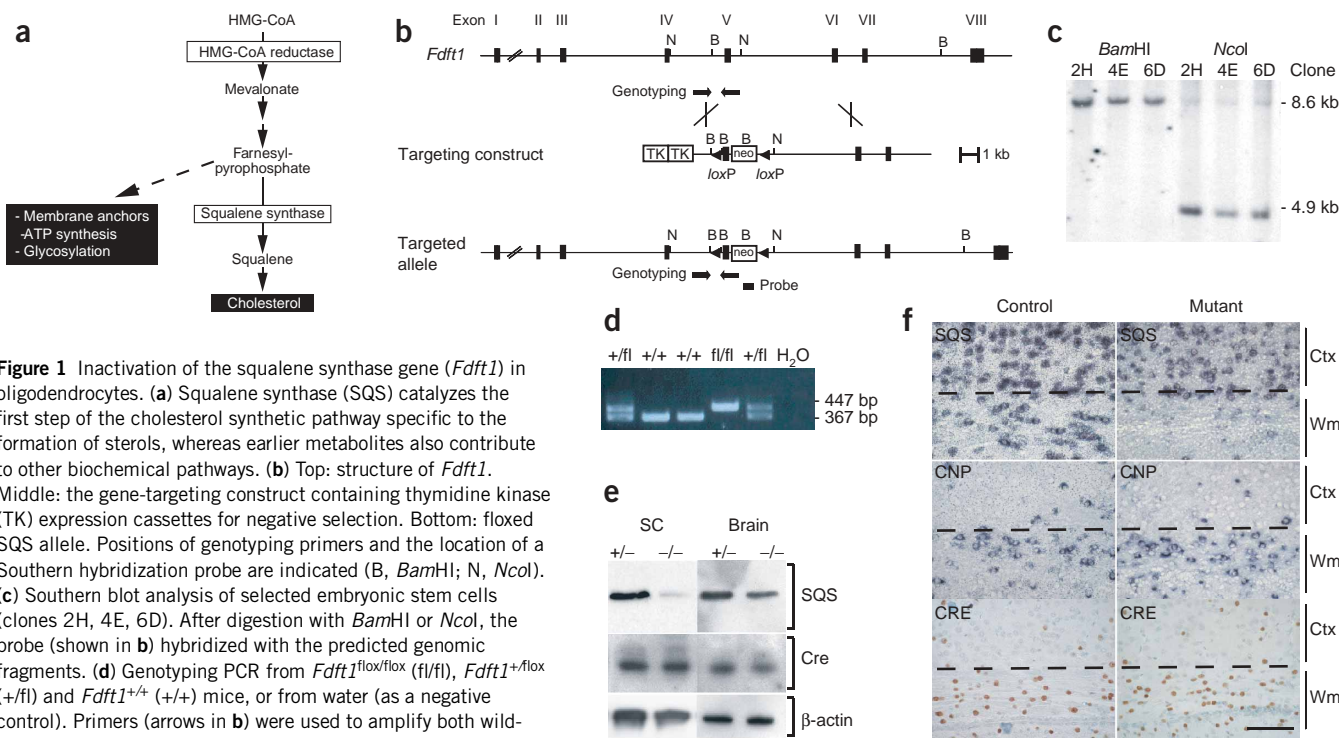 a
HMG-CoA
HMG-CoA reductase
Mevalonate
Farnesyl-
pyrophosphate
Squalene synthase
Squalene
Cholesterol
- Membrane anchors
-ATP synthesis
- Glycosylation
b
Exon I II III IV V VI VII VIII
Fdft1 N B N B
Genotyping
Targeting construct TK TK B B B N
neo
loxP loxP
1 kb
Targeted
allele
N B B B N B
neo
Genotyping
Probe
c
BamHI NcoI
2H 4E 6D 2H 4E 6D Clone
- 8.6 kb
- 4.9 kb
d
+/fl +/+ +/+ fl/fl +/fl H2O
- 447 bp
- 367 bp
e
SC Brain
+/– –/– +/– –/–
SQS
Cre
β-actin
f
Control Mutant
SQS SQS Ctx
Wm
CNP CNP Ctx
Wm
CRE CRE Ctx
Wm
Figure 1 Inactivation of the squalene synthase gene (Fdft1) in
oligodendrocytes. (a) Squalene synthase (SQS) catalyzes the
first step of the cholesterol synthetic pathway specific to the
formation of sterols, whereas earlier metabolites also contribute
to other biochemical pathways. (b) Top: structure of Fdft1.
Middle: the gene-targeting construct containing thymidine kinase
(TK) expression cassettes for negative selection. Bottom: floxed
SQS allele. Positions of genotyping primers and the location of a
Southern hybridization probe are indicated (B, BamHI; N, NcoI).
(c) Southern blot analysis of selected embryonic stem cells
(clones 2H, 4E, 6D). After digestion with BamHI or NcoI, the
probe (shown in b) hybridized with the predicted genomic
fragments. (d) Genotyping PCR from Fdft1flox/flox (fl/fl), Fdft1+/flox
(+/fl) and Fdft1+/+ (+/+) mice, or from water (as a negative
control). Primers (arrows in b) were used to amplify both wild-